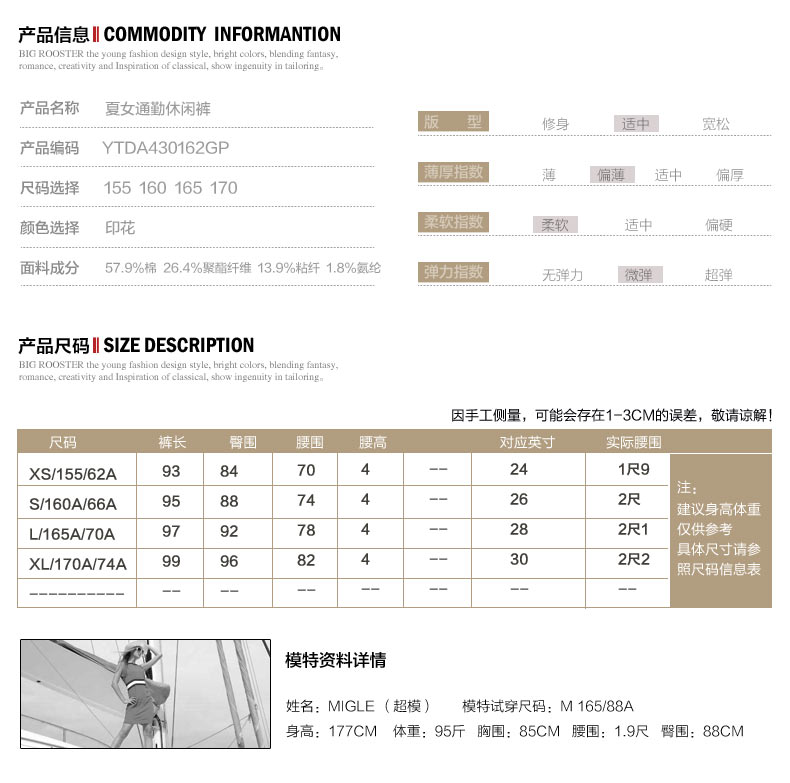 产品信息 COMMODITY INFORMANTION
BIG ROOSTER the young fashion design style, bright colors, blending fantasy,
romance, creativity and Inspiration of classical, show ingenuity in tailoring。
产品名称 夏女通勤休闲裤
产品编码 YTDA430162GP
尺码选择 155 160 165 170
颜色选择 印花
面料成分 57.9%棉 26.4%聚酯纤维 13.9%粘纤 1.8%氨纶
版 型 修身 适中 宽松
薄厚指数 薄 偏薄 适中 偏厚
柔软指数 柔软 适中 偏硬
弹力指数 无弹力 微弹 超弹
产品尺码 SIZE DESCRIPTION
BIG ROOSTER the young fashion design style, bright colors, blending fantasy,
romance, creativity and Inspiration of classical, show ingenuity in tailoring。
因手工侧量，可能会存在1-3CM的误差，敬请谅解！
尺码 裤长 臀围 腰围 腰高 对应英寸 实际腰围
XS/155/62A 93 84 70 4 -- 24 1尺9
S/160A/66A 95 88 74 4 -- 26 2尺
L/165A/70A 97 92 78 4 -- 28 2尺1
XL/170A/74A 99 96 82 4 -- 30 2尺2
---------- -- -- -- -- -- -- --
注：
建议身高体重
仅供参考
具体尺寸请参
照尺码信息表
模特资料详情
姓名：MIGLE（超模） 模特试穿尺码：M 165/88A
身高：177CM 体重：95斤 胸围：85CM 腰围：1.9尺 臀围：88CM